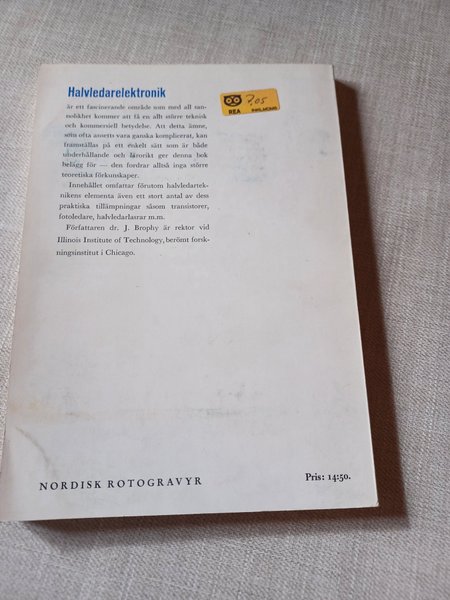 Halvledarelektronik
är ett fascinerande område som med all san-
nolikhet kommer att få en allt större teknisk
och kommersiell betydelse. Att detta ämne,
som ofta ansetts vara ganska komplicerat, kan
framställas på ett enkelt sätt som är både
underhållande och lärorikt ger denna bok
belägg för — den fordrar alltså inga större
teoretiska förkunskaper.
Innehållet omfattar förutom halvledartek-
nikens elementa även ett stort antal av dess
praktiska tillämpningar såsom transistorer,
fotoledare, halvledarlasrar m.m.
Författaren dr. J. Brophy är rektor vid
Illinois Institute of Technology, berömt forsk-
ningsinstitut i Chicago.
7.05
REA
INKL. MOMS
NORDISK ROTOGRAVYR
Pris: 14:50.